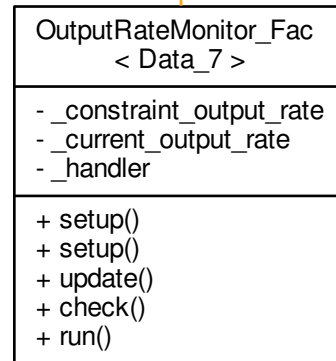 OutputRateMonitor_Fac
< Data_7 >
- _constraint_output_rate
- _current_output_rate
- _handler
+ setup()
+ setup()
+ update()
+ check()
+ run()